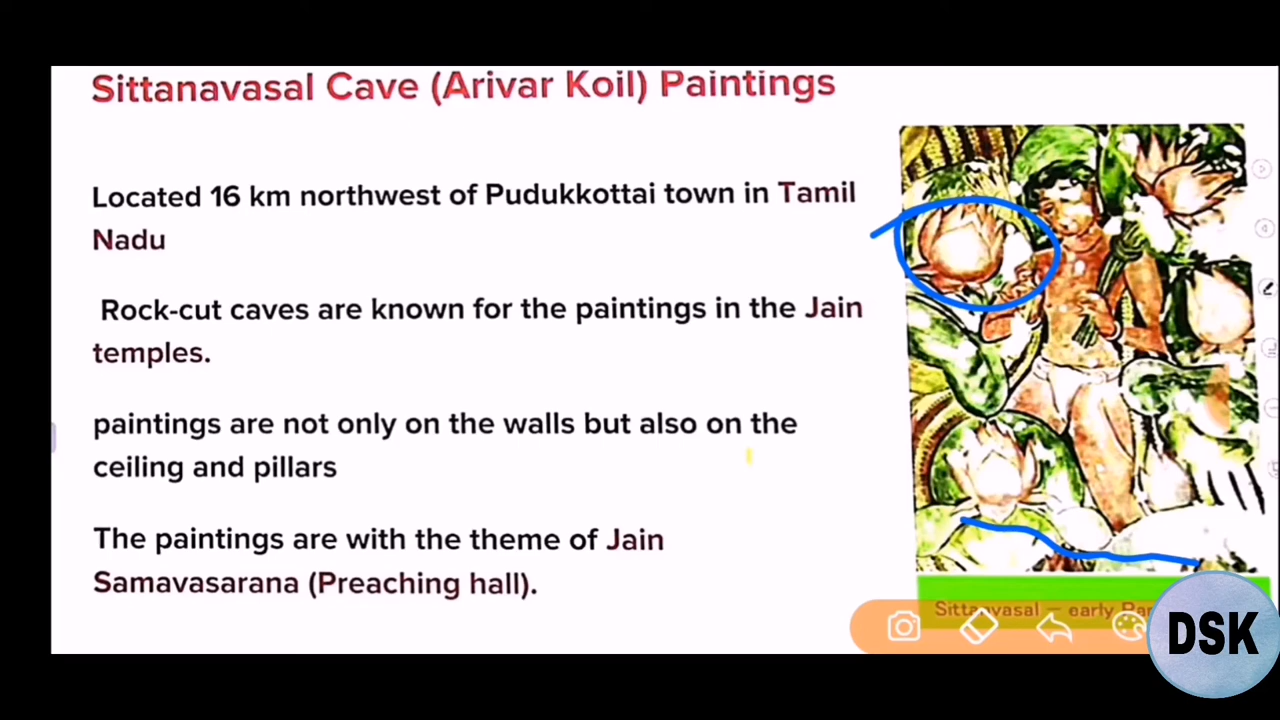 Sittanavasal Cave (Arivar Koil) Paintings
Located 16 km northwest of Pudukkottai town in Tamil
Nadu
Rock-cut caves are known for the paintings in the Jain
temples.
paintings are not only on the walls but also on the
ceiling and pillars
The paintings are with the theme of Jain
Samavasarana (Preaching hall).
early
DSK